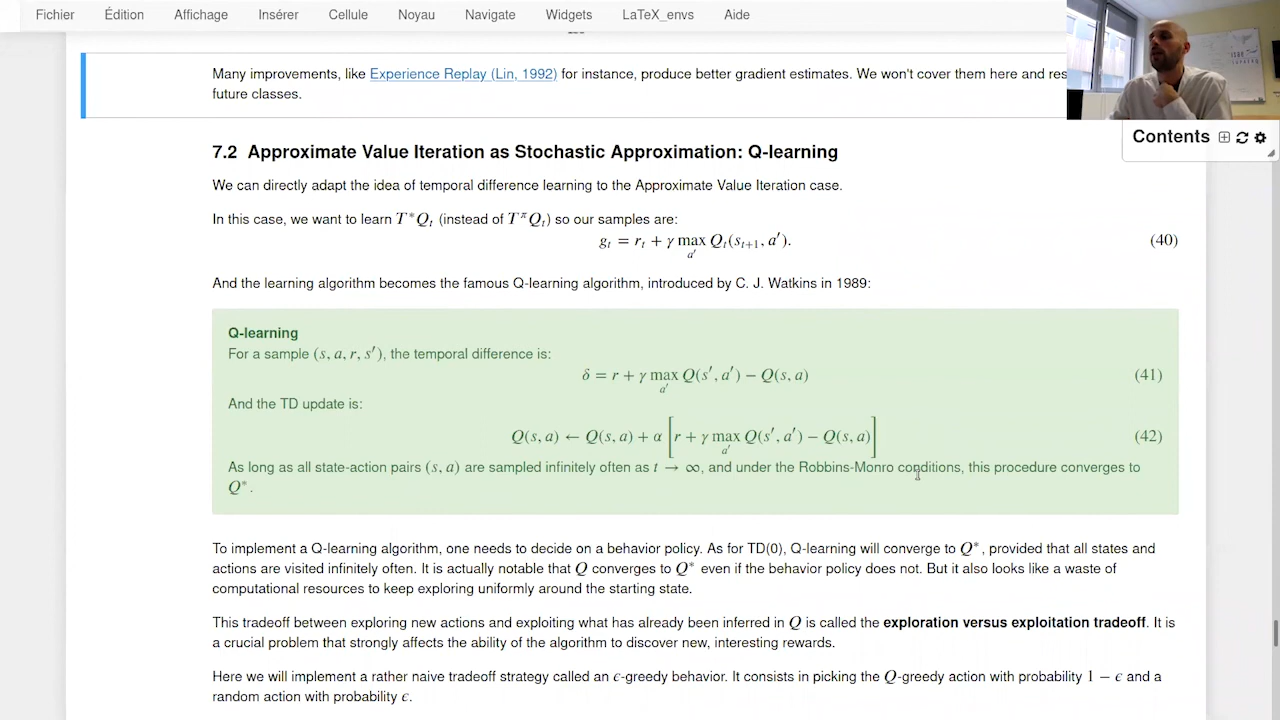 Fichier Édition Affichage Insérer Cellule Noyau Navigate Widgets LaTeX_envs Aide
Many improvements, like Experience Replay (Lin, 1992) for instance, produce better gradient estimates. We won't cover them here and
future classes.
Contents
7.2 Approximate Value Iteration as Stochastic Approximation: Q-learning
We can directly adapt the idea of temporal difference learning to the Approximate Value Iteration case.
In this case, we want to learn T*Qₜ (instead of T^π Qₜ) so our samples are:
gₜ = rₜ + γ max_{a′} Qₜ(sₜ₊₁, a′). (40)
And the learning algorithm becomes the famous Q-learning algorithm, introduced by C. J. Watkins in 1989:
Q-learning
For a sample (s, a, r, s′), the temporal difference is:
δ = r + γ max_{a′} Q(s′, a′) − Q(s, a) (41)
And the TD update is:
Q(s, a) ← Q(s, a) + α [r + γ max_{a′} Q(s′, a′) − Q(s, a)] (42)
As long as all state-action pairs (s, a) are sampled infinitely often as t → ∞, and under the Robbins-Monro conditions, this procedure converges to
Q*.
To implement a Q-learning algorithm, one needs to decide on a behavior policy. As for TD(0), Q-learning will converge to Q*, provided that all states and
actions are visited infinitely often. It is actually notable that Q converges to Q* even if the behavior policy does not. But it also looks like a waste of
computational resources to keep exploring uniformly around the starting state.
This tradeoff between exploring new actions and exploiting what has already been inferred in Q is called the exploration versus exploitation tradeoff. It is
a crucial problem that strongly affects the ability of the algorithm to discover new, interesting rewards.
Here we will implement a rather naive tradeoff strategy called an ϵ-greedy behavior. It consists in picking the Q-greedy action with probability 1 − ϵ and a
random action with probability ϵ.